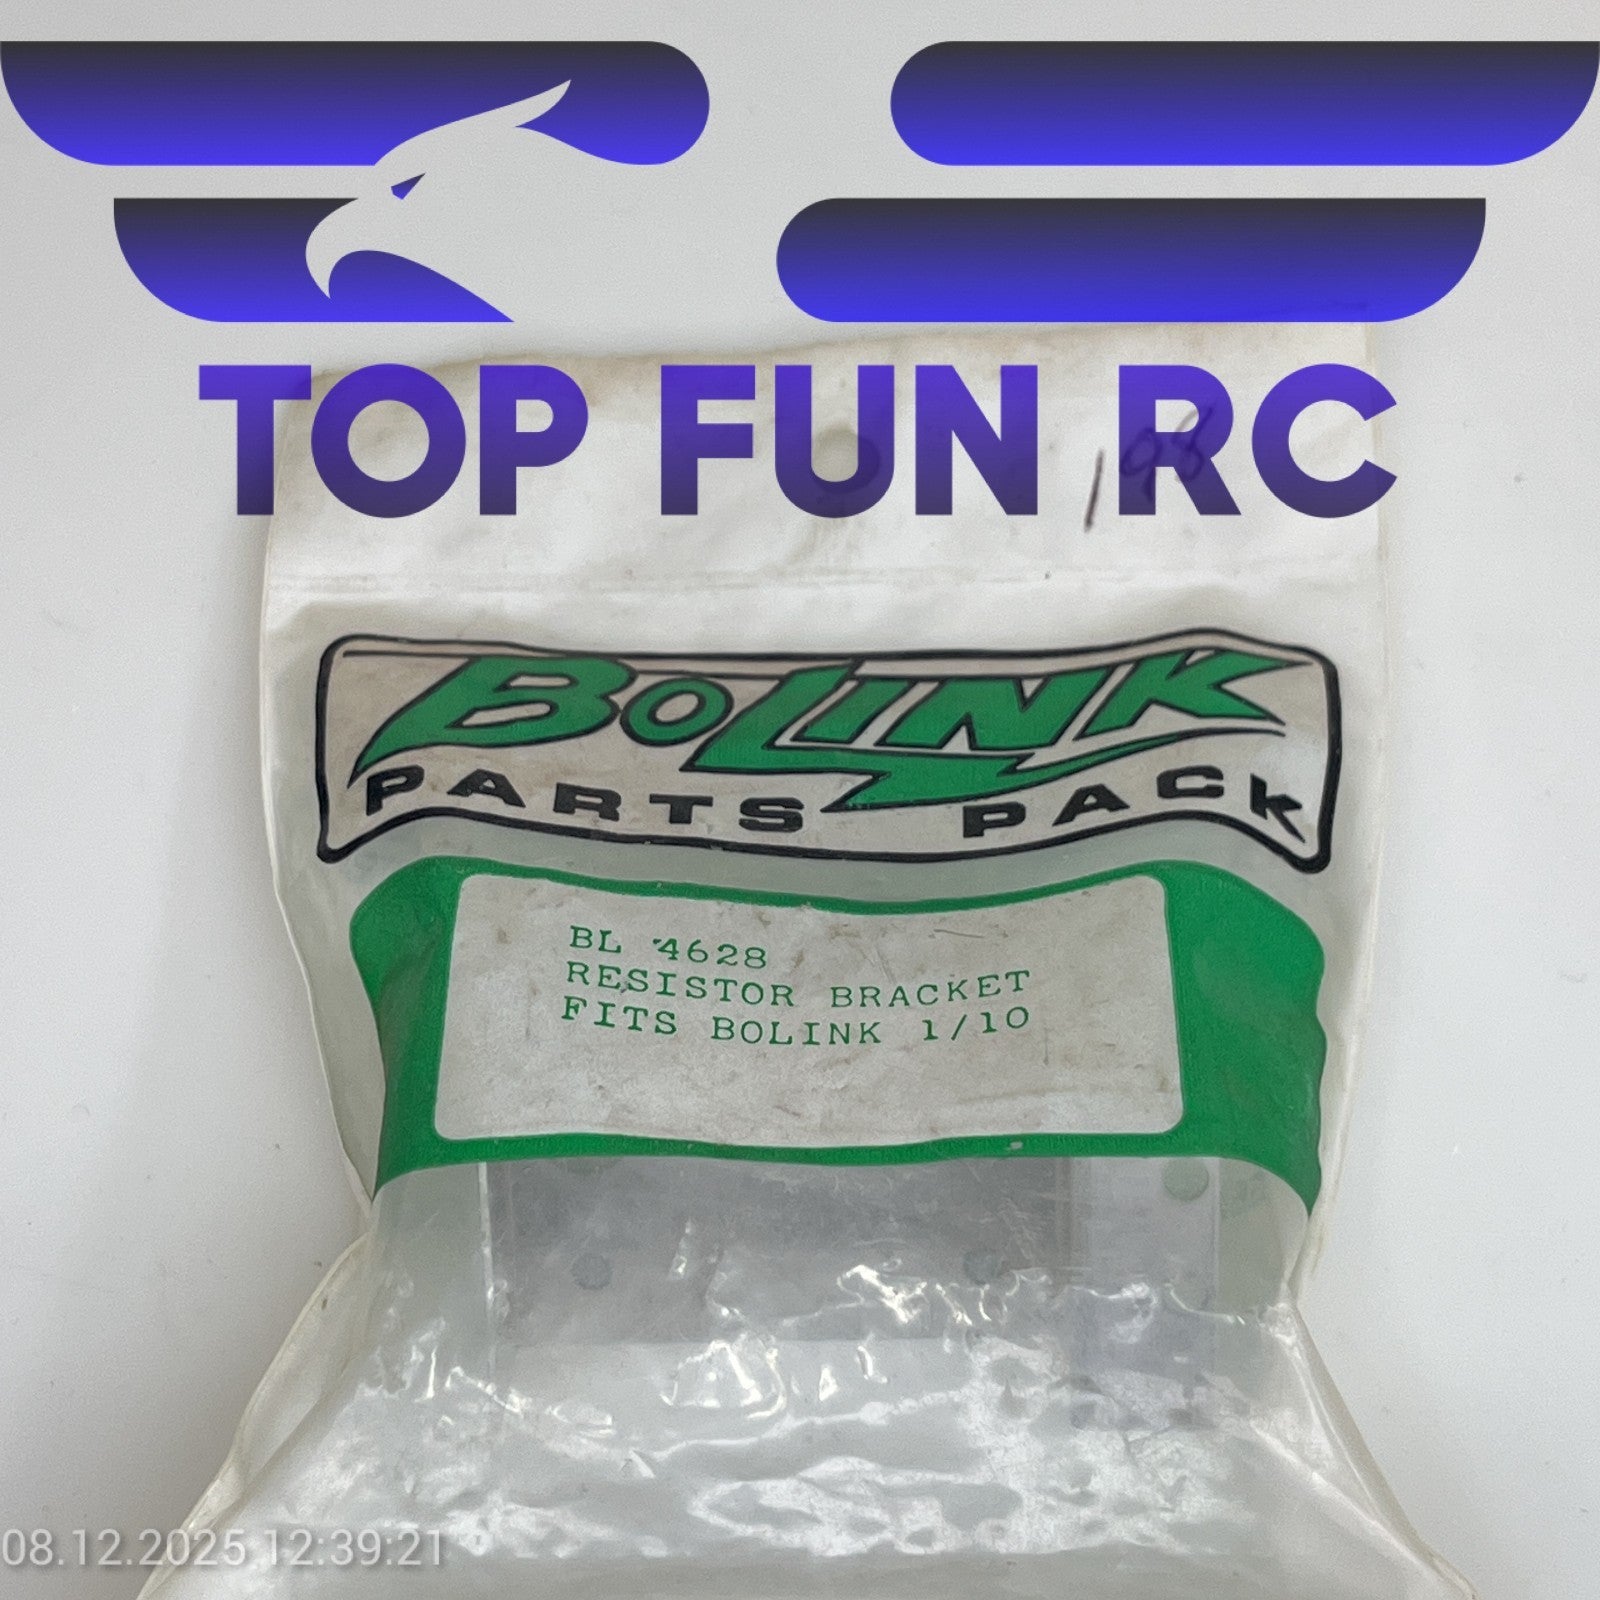 TOP FUN RC
198
BOLINK
PARTS PACK
BL 4628
RESISTOR BRACKET
FITS BOLINK 1/10
08.12.2025 12:39:21